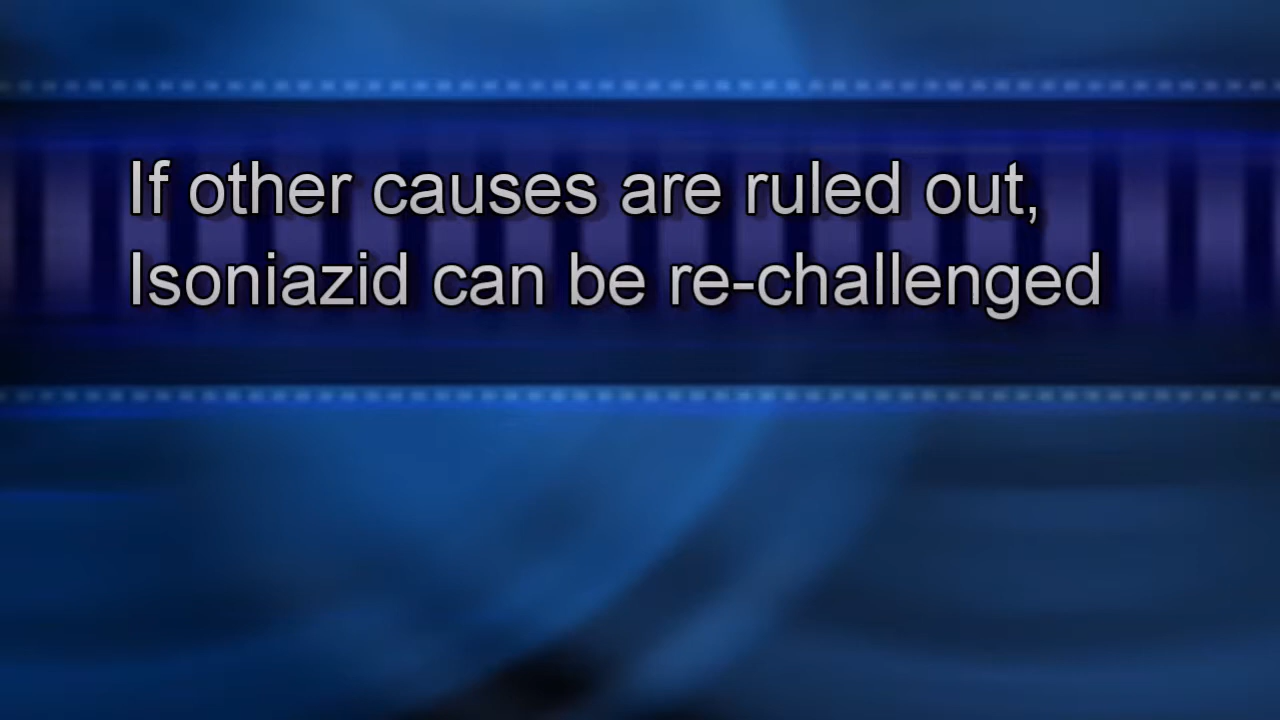 If other causes are ruled out,
Isoniazid can be re-challenged